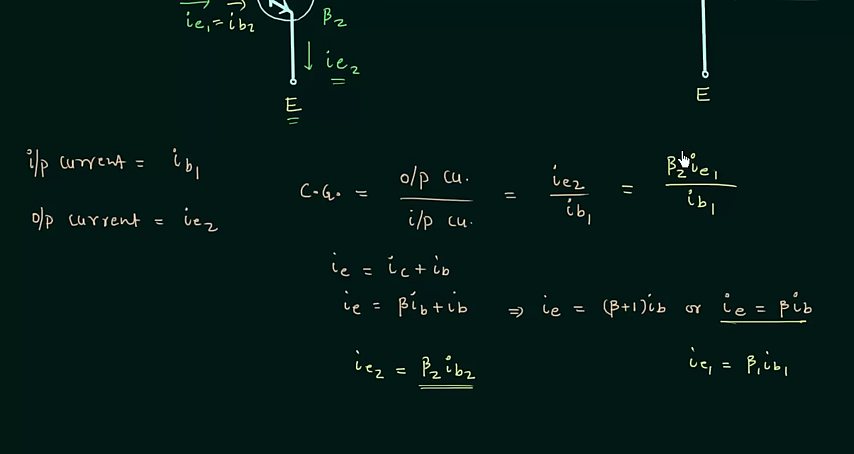 ie₁ = ib₂
β₂
ie₂
E
E
i/p current = ib₁
o/p current = ie₂
C.G. = o/p cu. / i/p cu. = ie₂ / ib₁ = β₂ie₁ / ib₁
ie = ic + ib
ie = βib + ib ⇒ ie = (β+1)ib or ie = βib
ie₂ = β₂ib₂
ie₁ = β₁ib₁